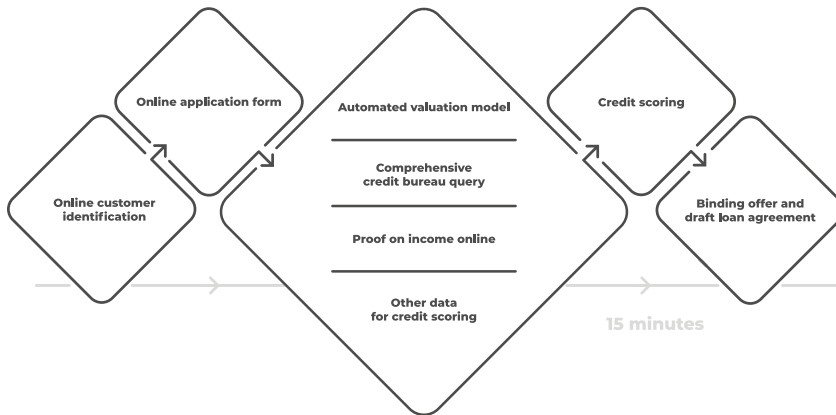 Online customer
identification
Online application form
Automated valuation model
Comprehensive
credit bureau query
Proof on income online
Other data
for credit scoring
Credit scoring
Binding offer and
draft loan agreement
15 minutes